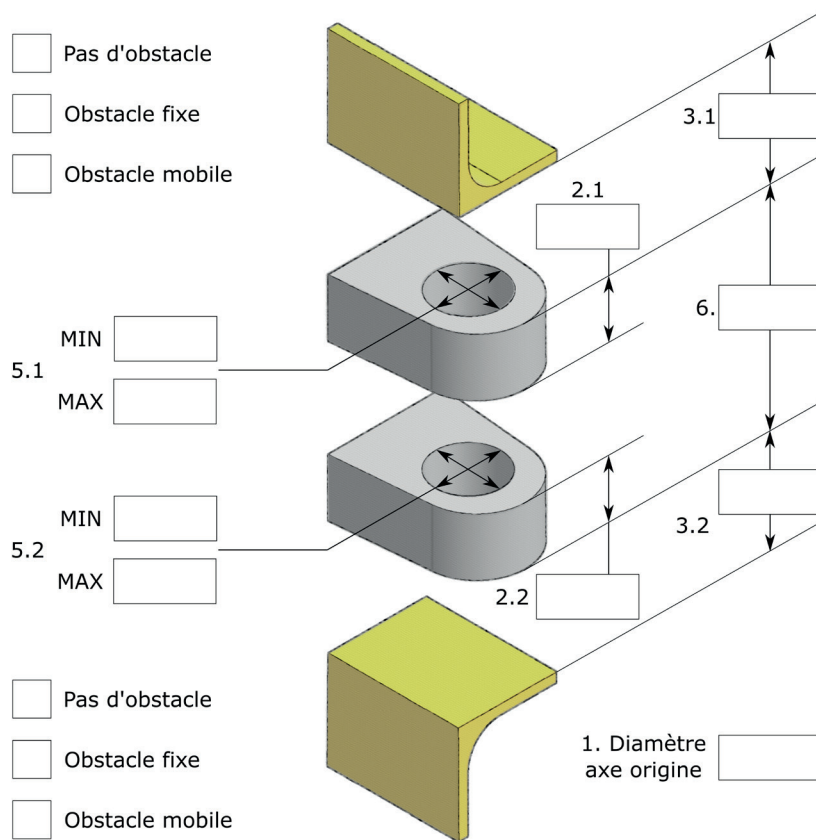 Pas d'obstacle
Obstacle fixe
Obstacle mobile
3.1
2.1
6.
MIN
5.1
MAX
MIN
5.2
MAX
3.2
2.2
Pas d'obstacle
Obstacle fixe
Obstacle mobile
1. Diamètre
axe origine